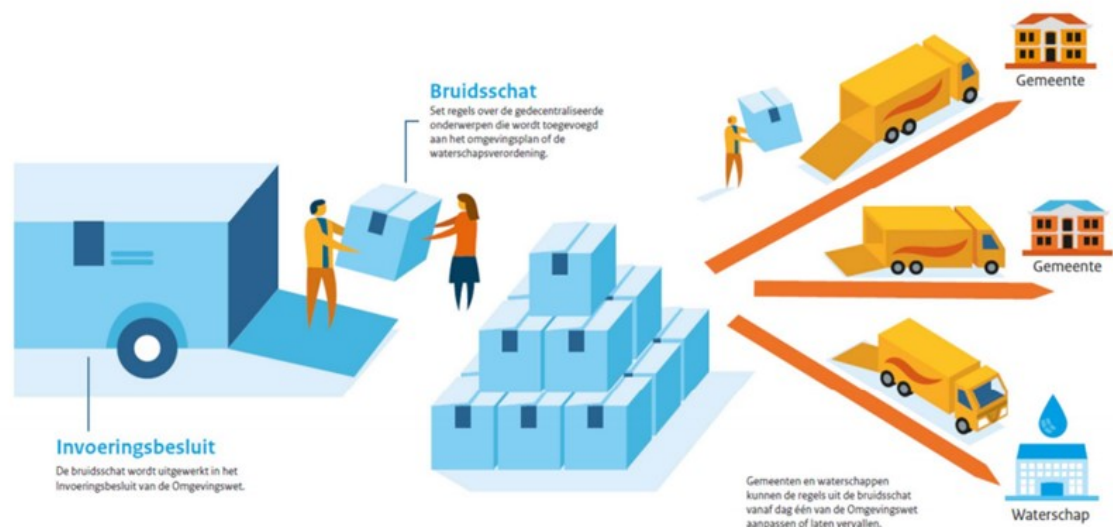 Bruidsschat
Set regels over de gedecentraliseerde
onderwerpen die wordt toegevoegd
aan het omgevingsplan of de
waterschapsverordening.
Gemeente
Gemeente
Invoeringsbesluit
De bruidsschat wordt uitgewerkt in het
Invoeringsbesluit van de Omgevingswet.
Gemeenten en waterschappen
kunnen de regels uit de bruidsschat
vanaf dag één van de Omgevingswet
aanpassen of laten vervallen.
Waterschap